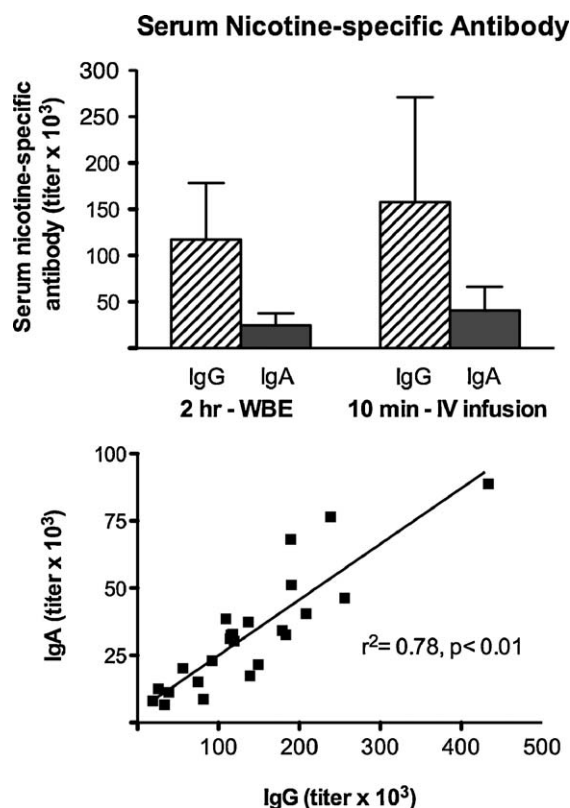 Serum Nicotine-specific Antibody
Serum nicotine-specific
antibody (titer x 10³)
300
250
200
150
100
50
IgG IgA IgG IgA
2 hr - WBE 10 min - IV infusion
IgA (titer x 10³)
100
75
50
25
r²= 0.78, p< 0.01
100 200 300 400 500
IgG (titer x 10³)